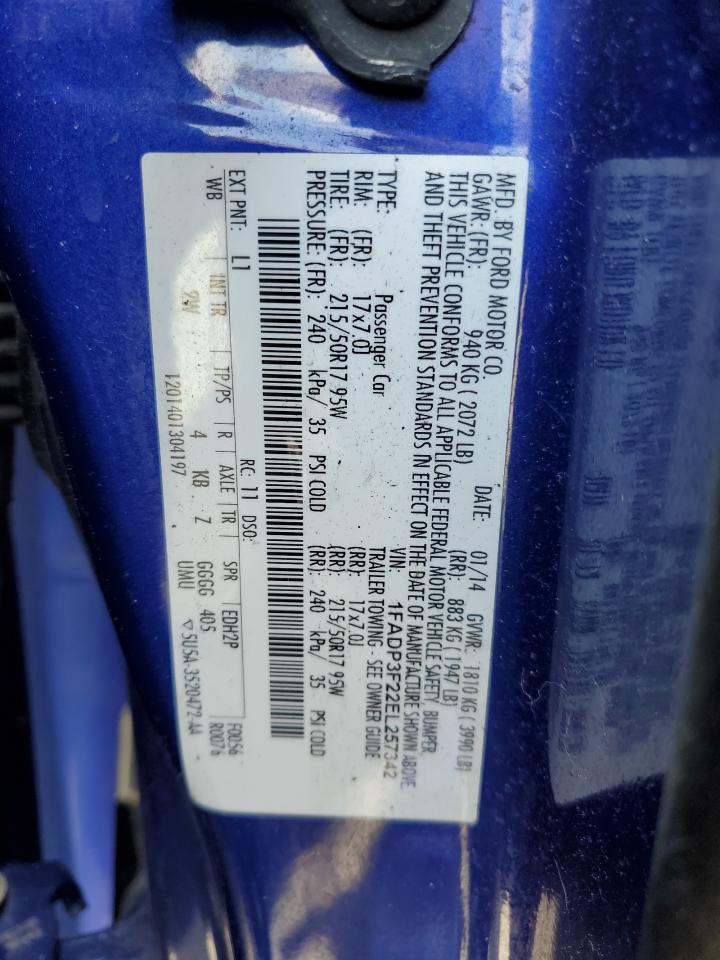 MFD. BY FORD MOTOR CO.
DATE: 01/14 GVWR: 1810 KG ( 3990 LB)
GAWR: (FR): 940 KG ( 2072 LB) (RR): 883 KG ( 1947 LB)
THIS VEHICLE CONFORMS TO ALL APPLICABLE FEDERAL MOTOR VEHICLE SAFETY, BUMPER
AND THEFT PREVENTION STANDARDS IN EFFECT ON THE DATE OF MANUFACTURE SHOWN ABOVE.
VIN: 1FADP3F22EL257342
TYPE: Passenger Car TRAILER TOWING - SEE OWNER GUIDE
RIM: (FR): 17x7.0J (RR): 17x7.0J
TIRE: (FR): 215/50R17 95W (RR): 215/50R17 95W
PRESSURE: (FR): 240 kPa/ 35 PSI COLD (RR): 240 kPa/ 35 PSI COLD
EXT PNT: L1 RC: 11 DSO: F0056
WB INT TR TP/PS R AXLE TR SPR EDH2P R0076
9W 4 KB Z GGGG 405
UMU
1201401304197 5U5A-3520472-AA